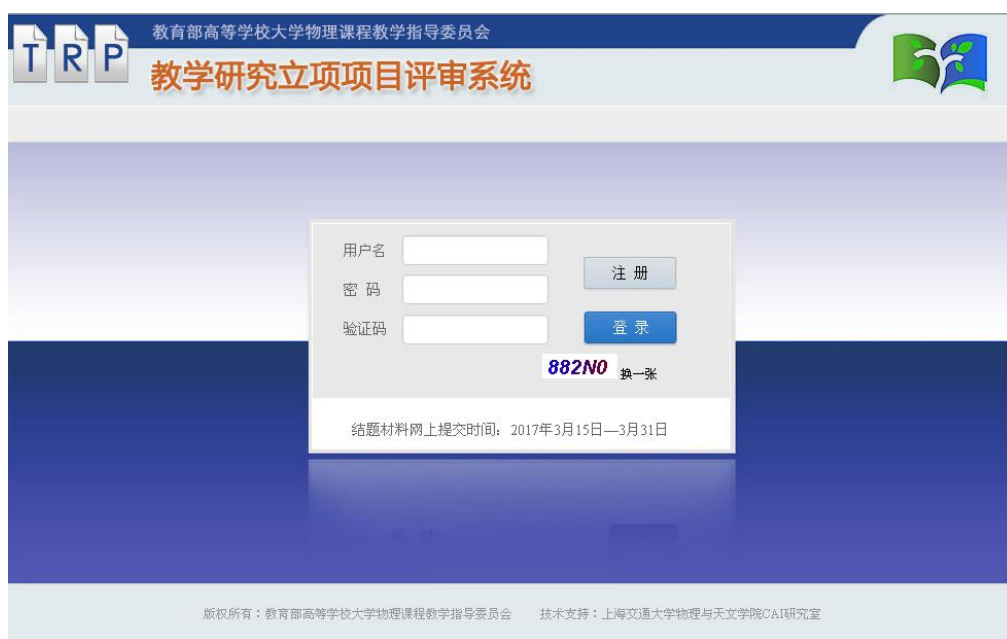 TRP
教育部高等学校大学物理课程教学指导委员会
教学研究立项项目评审系统
用户名
注 册
密 码
验证码
登 录
882N0 换一张
结题材料网上提交时间：2017年3月15日—3月31日
版权所有：教育部高等学校大学物理课程教学指导委员会 技术支持：上海交通大学物理与天文学院CAI研究室